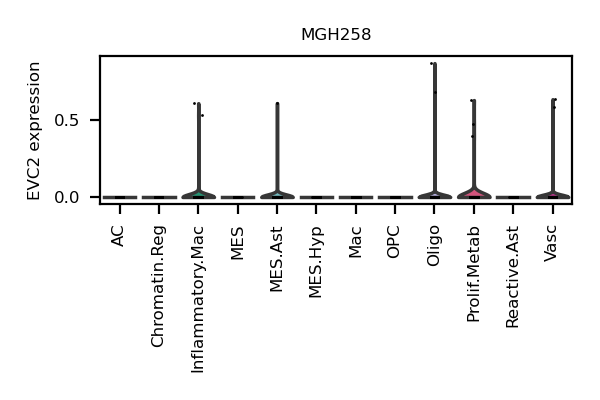 MGH258
EVC2 expression
0.5
0.0
AC
Chromatin.Reg
Inflammatory.Mac
MES
MES.Ast
MES.Hyp
Mac
OPC
Oligo
Prolif.Metab
Reactive.Ast
Vasc